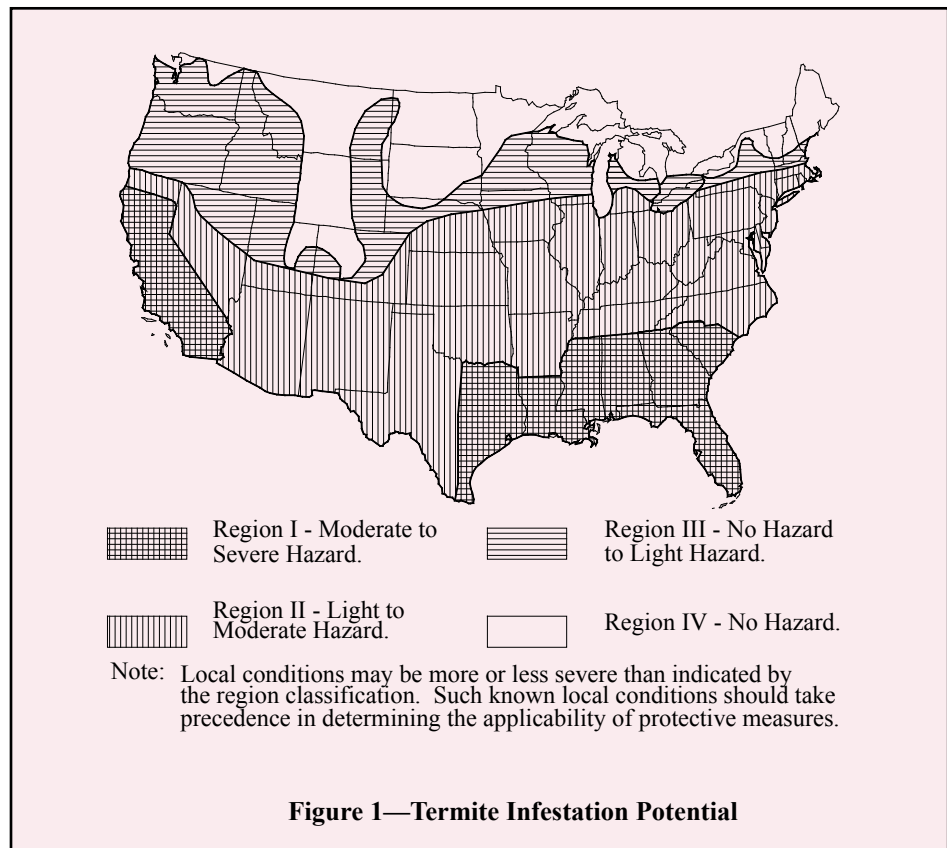 Region I - Moderate to
Severe Hazard.
Region III - No Hazard
to Light Hazard.
Region II - Light to
Moderate Hazard.
Region IV - No Hazard.
Note: Local conditions may be more or less severe than indicated by
the region classification. Such known local conditions should take
precedence in determining the applicability of protective measures.
Figure 1—Termite Infestation Potential